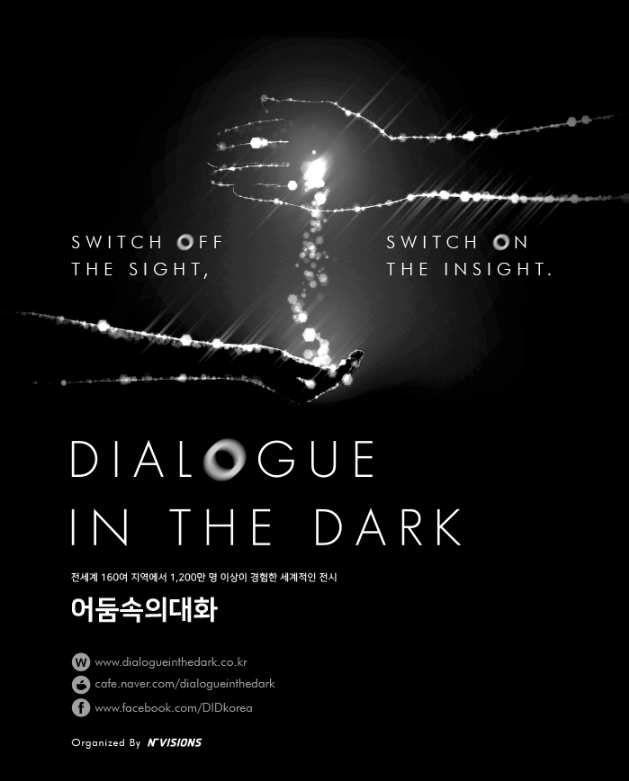 SWITCH OFF
THE SIGHT,
SWITCH ON
THE INSIGHT.
DIALOGUE
IN THE DARK
전세계 160여 지역에서 1,200만 명 이상이 경험한 세계적인 전시
어둠속의대화
W www.dialogueinthedark.co.kr
cafe.naver.com/dialogueinthedark
f www.facebook.com/DIDkorea
Organized By N'VISIONS